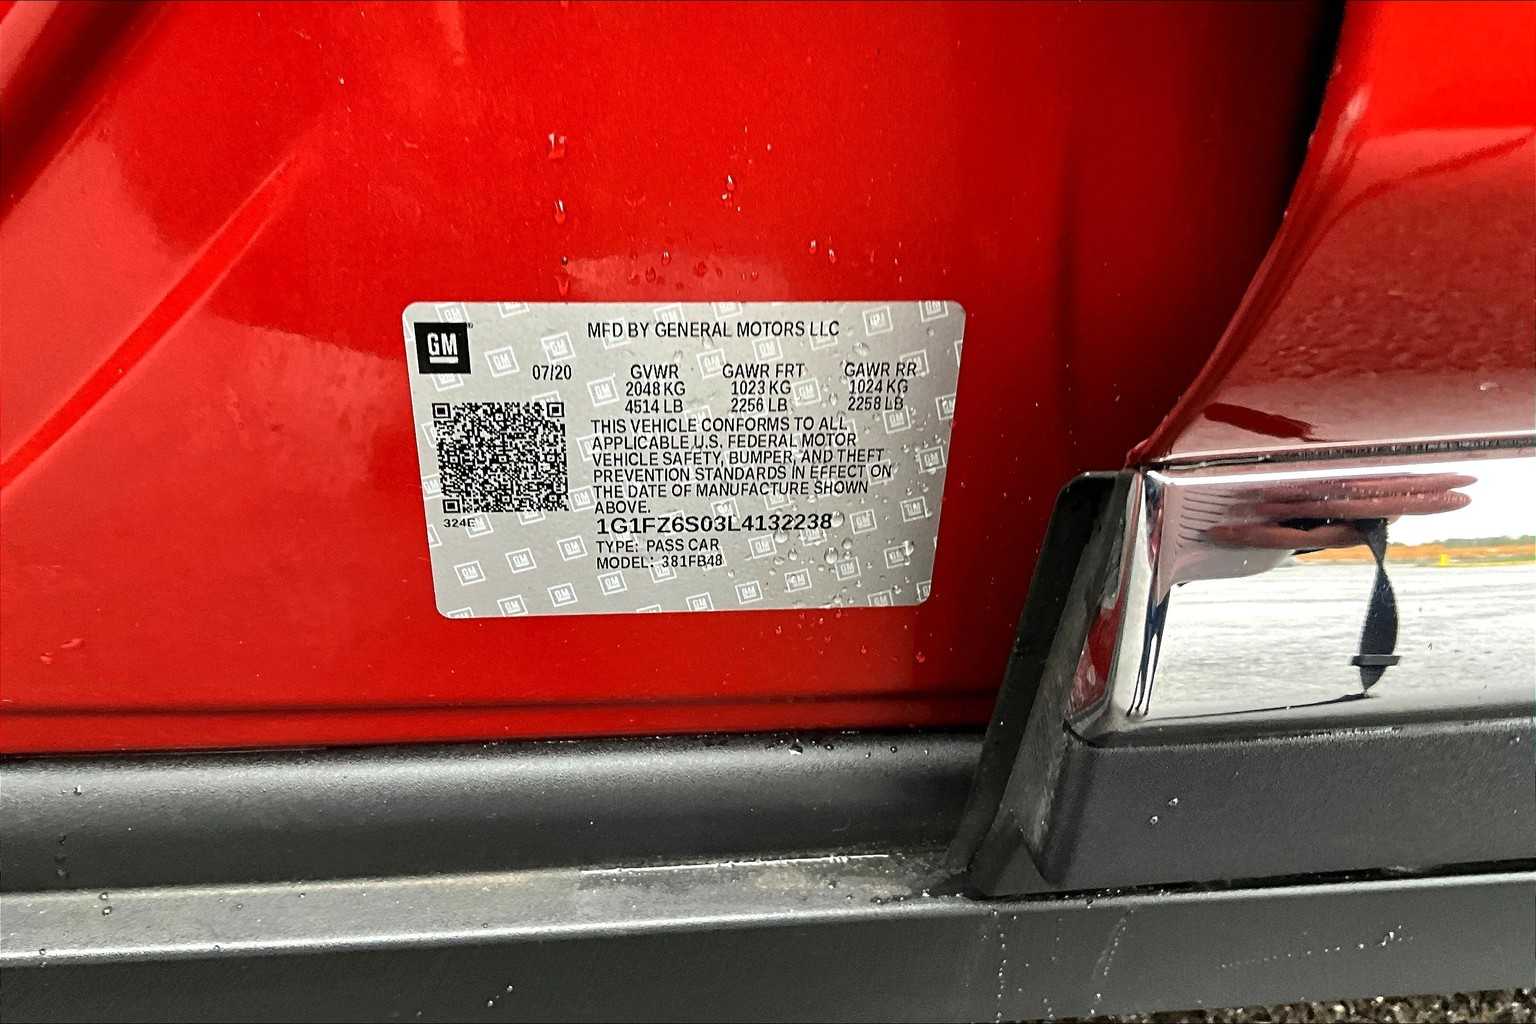 GM
MFD BY GENERAL MOTORS LLC
07/20 GVWR GAWR FRT GAWR RR
2048 KG 1023 KG 1024 KG
4514 LB 2256 LB 2258 LB
THIS VEHICLE CONFORMS TO ALL
APPLICABLE U.S. FEDERAL MOTOR
VEHICLE SAFETY, BUMPER, AND THEFT
PREVENTION STANDARDS IN EFFECT ON
THE DATE OF MANUFACTURE SHOWN
ABOVE.
324E
1G1FZ6S03L4132238
TYPE: PASS CAR
MODEL: 381FB48